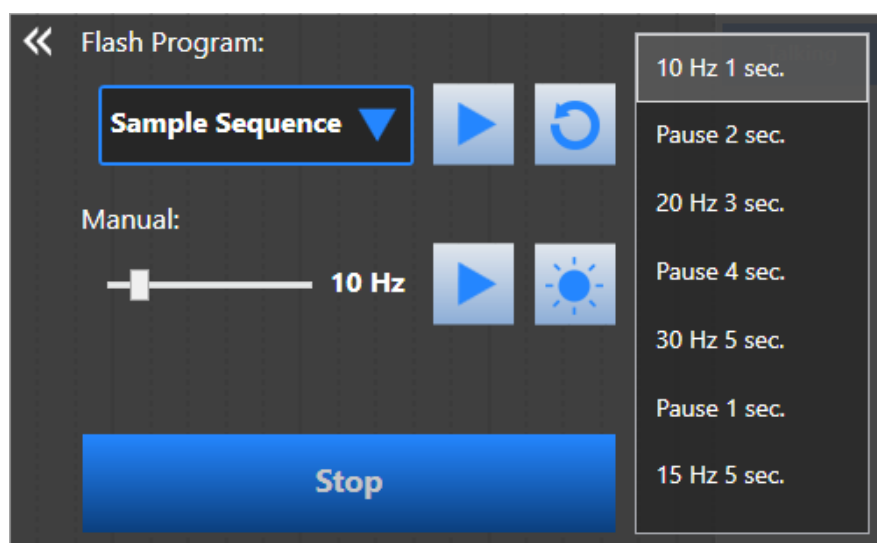 Flash Program:
Sample Sequence
Manual:
10 Hz
Stop
10 Hz 1 sec.
Pause 2 sec.
20 Hz 3 sec.
Pause 4 sec.
30 Hz 5 sec.
Pause 1 sec.
15 Hz 5 sec.